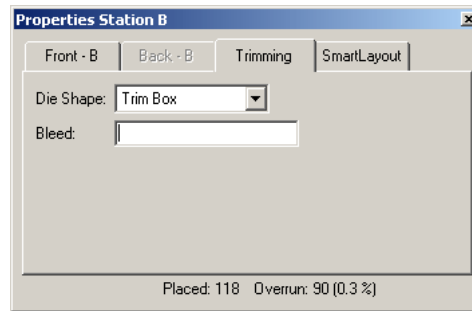 Properties Station B
Front - B Back - B Trimming SmartLayout
Die Shape: Trim Box
Bleed:
Placed: 118 Overrun: 90 (0.3 %)